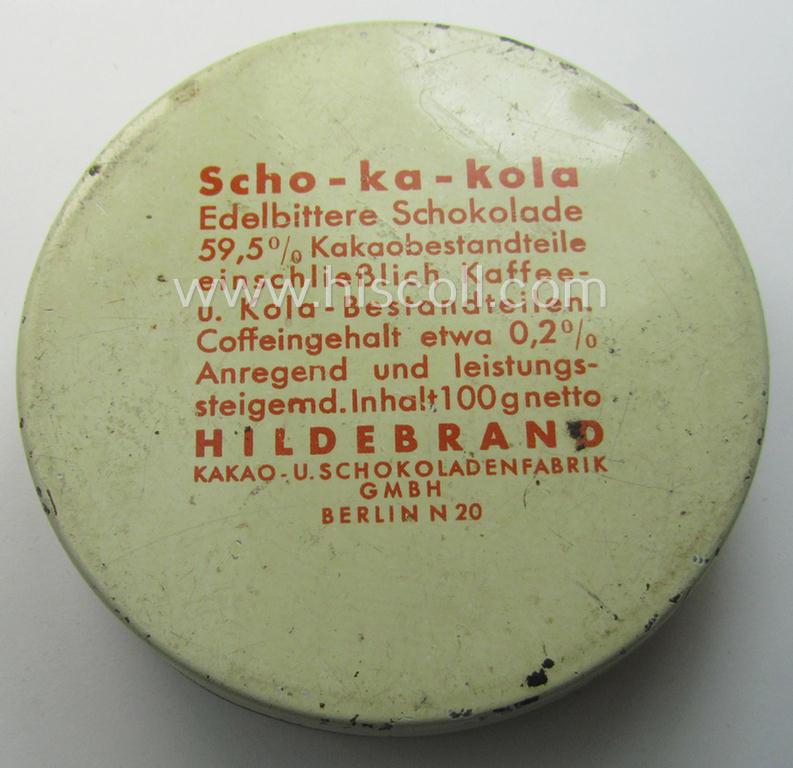 Scho-ka-kola
Edelbittere Schokolade
59,5% Kakaobestandteile
einschließlich Kaffee-
u. Kola-Bestandteilen.
www.hiscoll.com
Coffeingehalt etwa 0,2%
Anregend und leistungs-
steigernd. Inhalt 100 g netto
HILDEBRAND
KAKAO-U. SCHOKOLADENFABRIK
GMBH
BERLIN N 20